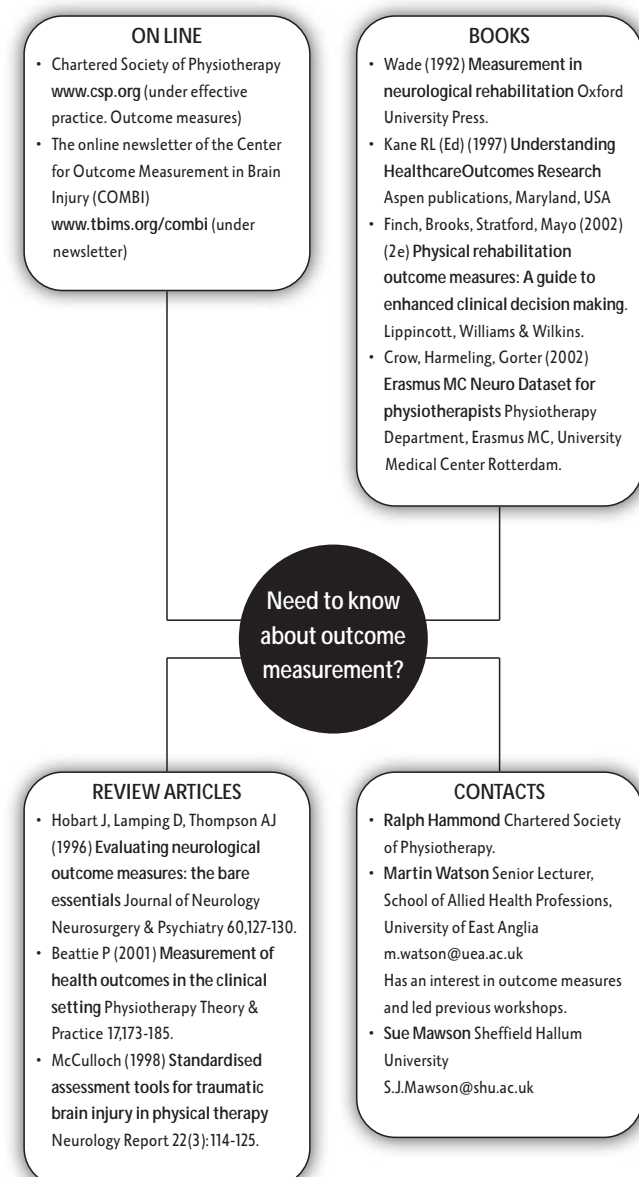 ON LINE
• Chartered Society of Physiotherapy
www.csp.org (under effective
practice. Outcome measures)
• The online newsletter of the Center
for Outcome Measurement in Brain
Injury (COMBI)
www.tbims.org/combi (under
newsletter)
BOOKS
• Wade (1992) Measurement in
neurological rehabilitation Oxford
University Press.
• Kane RL (Ed) (1997) Understanding
HealthcareOutcomes Research
Aspen publications, Maryland, USA
• Finch, Brooks, Stratford, Mayo (2002)
(2e) Physical rehabilitation
outcome measures: A guide to
enhanced clinical decision making.
Lippincott, Williams & Wilkins.
• Crow, Harmeling, Gorter (2002)
Erasmus MC Neuro Dataset for
physiotherapists Physiotherapy
Department, Erasmus MC, University
Medical Center Rotterdam.
Need to know
about outcome
measurement?
REVIEW ARTICLES
• Hobart J, Lamping D, Thompson AJ
(1996) Evaluating neurological
outcome measures: the bare
essentials Journal of Neurology
Neurosurgery & Psychiatry 60,127-130.
• Beattie P (2001) Measurement of
health outcomes in the clinical
setting Physiotherapy Theory &
Practice 17,173-185.
• McCulloch (1998) Standardised
assessment tools for traumatic
brain injury in physical therapy
Neurology Report 22(3):114-125.
CONTACTS
• Ralph Hammond Chartered Society
of Physiotherapy.
• Martin Watson Senior Lecturer,
School of Allied Health Professions,
University of East Anglia
m.watson@uea.ac.uk
Has an interest in outcome measures
and led previous workshops.
• Sue Mawson Sheffield Hallum
University
S.J.Mawson@shu.ac.uk